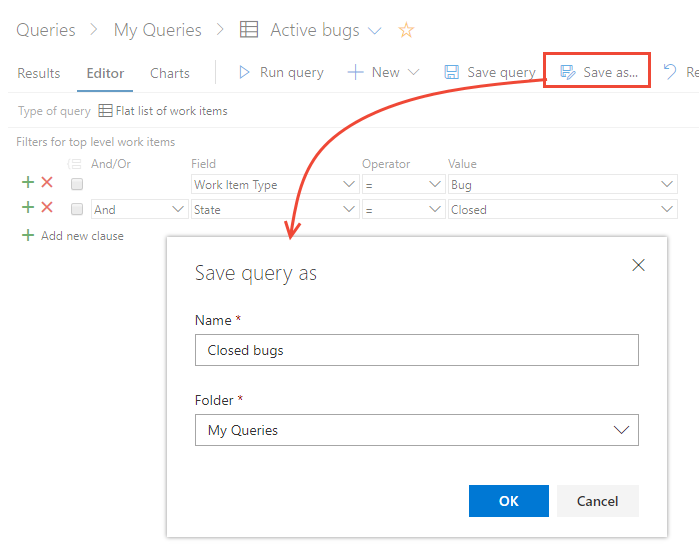 Queries > My Queries > Active bugs
Results Editor Charts Run query New Save query Save as...
Type of query Flat list of work items
Filters for top level work items
And/Or Field Operator Value
Work Item Type = Bug
And State = Closed
Add new clause
Save query as
Name *
Closed bugs
Folder *
My Queries
OK Cancel